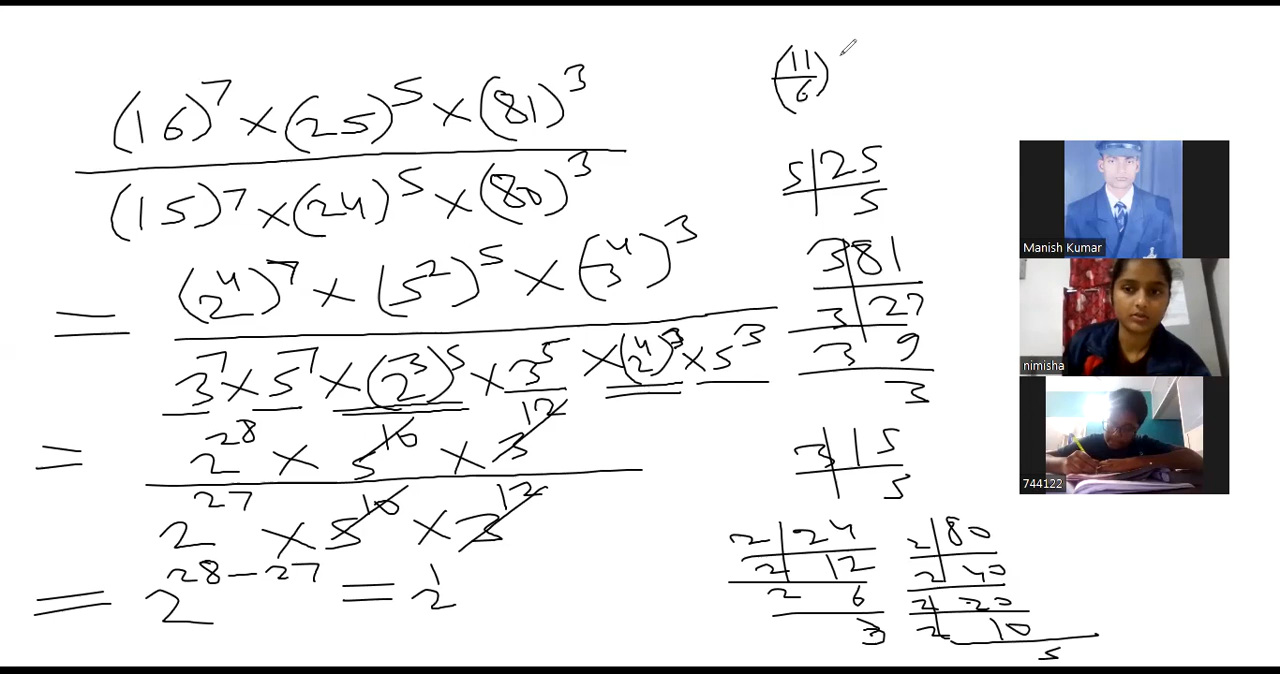 (16)^7 × (25)^5 × (81)^3
(15)^7 × (24)^5 × (80)^3
= (2^4)^7 × (5^2)^5 × (3^4)^3
3^7 × 5^7 × (2^3)^5 × 3^5 × (2^4)^3 × 5^3
= 2^28 × 5^10 × 3^12
2^27 × 5^10 × 3^12
= 2^28-27 = 2^1
(11/6)
5|25
5
3|81
3|27
3 9
3
3|15
5
2|24
2|12
2 6
3
2|80
2|40
2|20
2|10
5
Manish Kumar
nimisha
744122